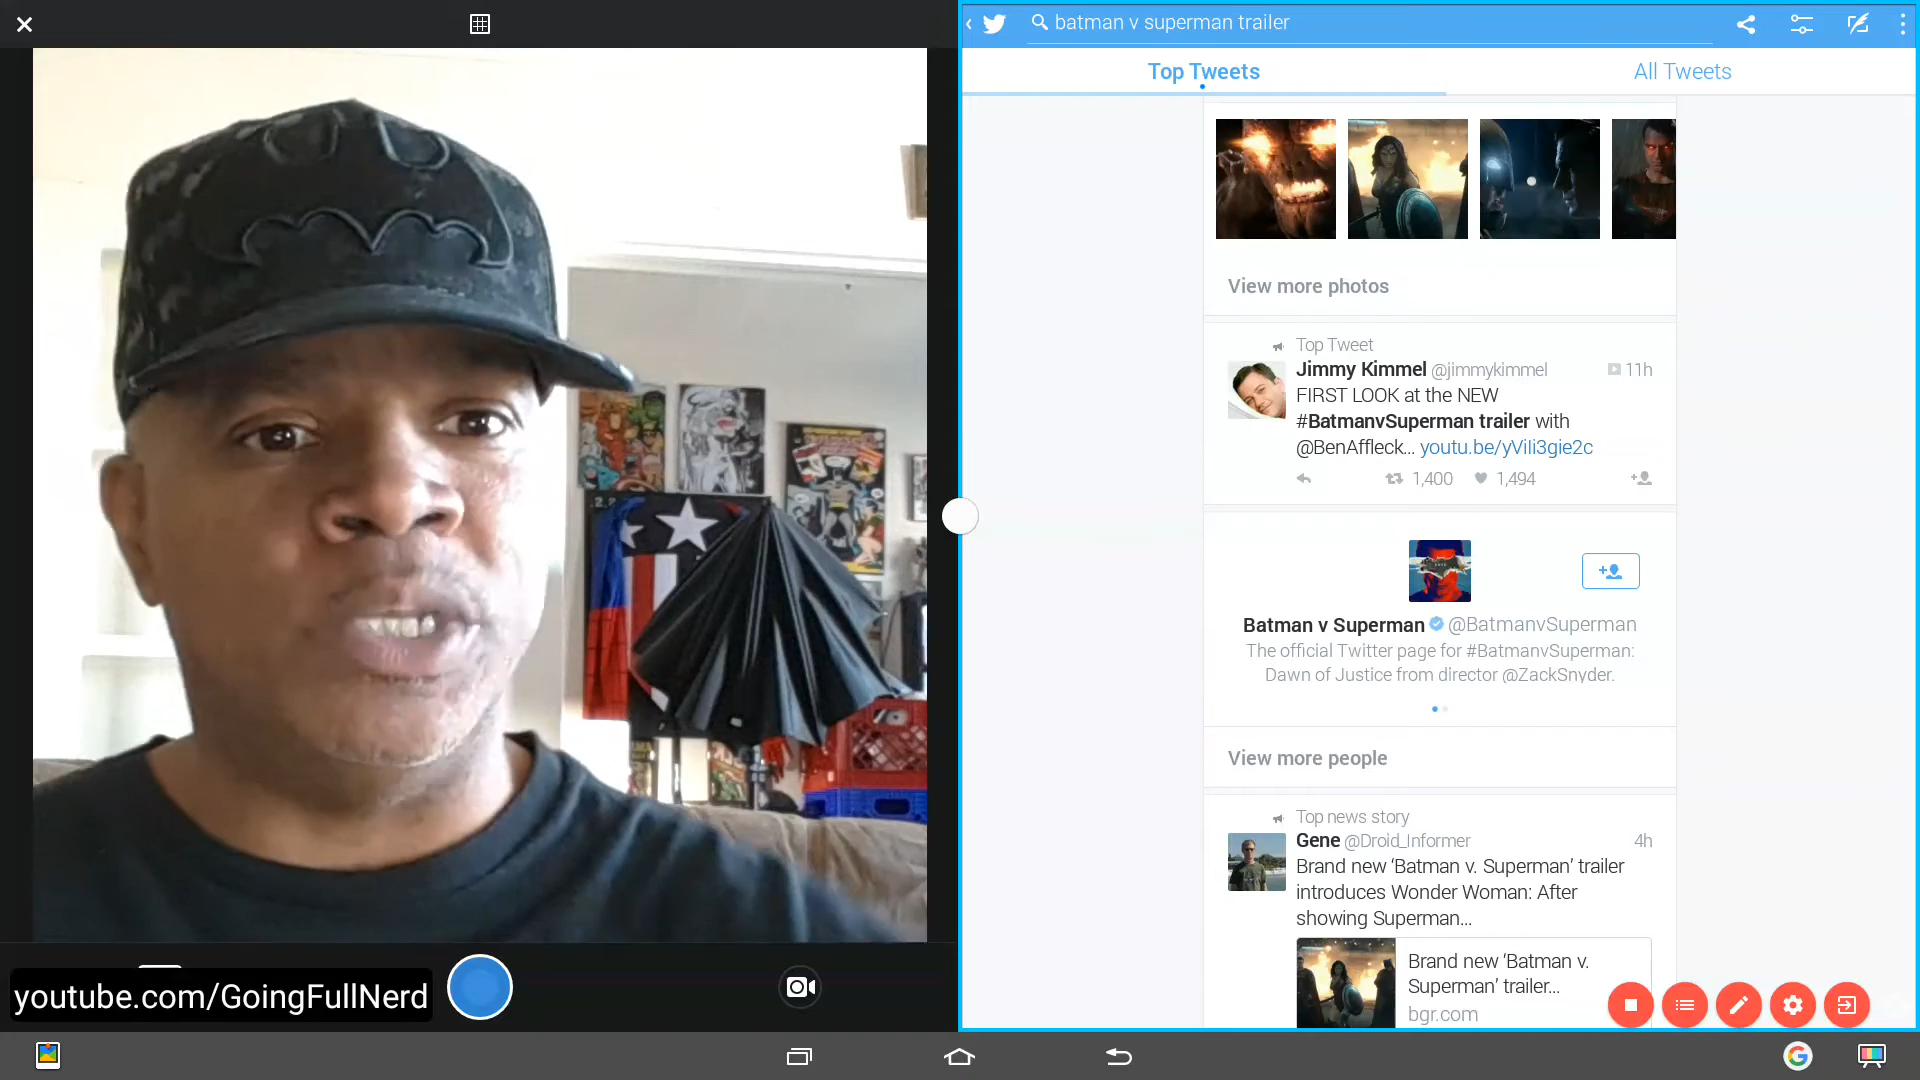 batman v superman trailer
Top Tweets
All Tweets
View more photos
Top Tweet
Jimmy Kimmel @jimmykimmel 11h
FIRST LOOK at the NEW
#BatmanvSuperman trailer with
@BenAffleck... youtu.be/yViIi3gie2c
1,400 1,494
Batman v Superman @BatmanvSuperman
The official Twitter page for #BatmanvSuperman:
Dawn of Justice from director @ZackSnyder.
View more people
Top news story
Gene @Droid_Informer 4h
Brand new ‘Batman v. Superman’ trailer
introduces Wonder Woman: After
showing Superman...
Brand new ‘Batman v.
Superman’ trailer...
bgr.com
youtube.com/GoingFullNerd